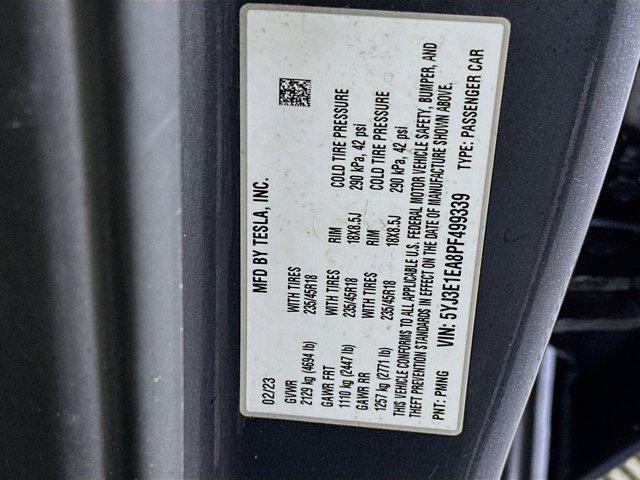 MFD BY TESLA, INC.
02/23
GVWR WITH TIRES RIM COLD TIRE PRESSURE
2129 kg (4694 lb) 235/45R18 18X8.5J 290 kPa, 42 psi
GAWR FRT WITH TIRES RIM COLD TIRE PRESSURE
1110 kg (2447 lb) 235/45R18 18X8.5J 290 kPa, 42 psi
GAWR RR
1257 kg (2771 lb)
THIS VEHICLE CONFORMS TO ALL APPLICABLE U.S. FEDERAL MOTOR VEHICLE SAFETY, BUMPER, AND
THEFT PREVENTION STANDARDS IN EFFECT ON THE DATE OF MANUFACTURE SHOWN ABOVE.
VIN: 5YJ3E1EA8PF499339 TYPE: PASSENGER CAR
PNT: PMNG